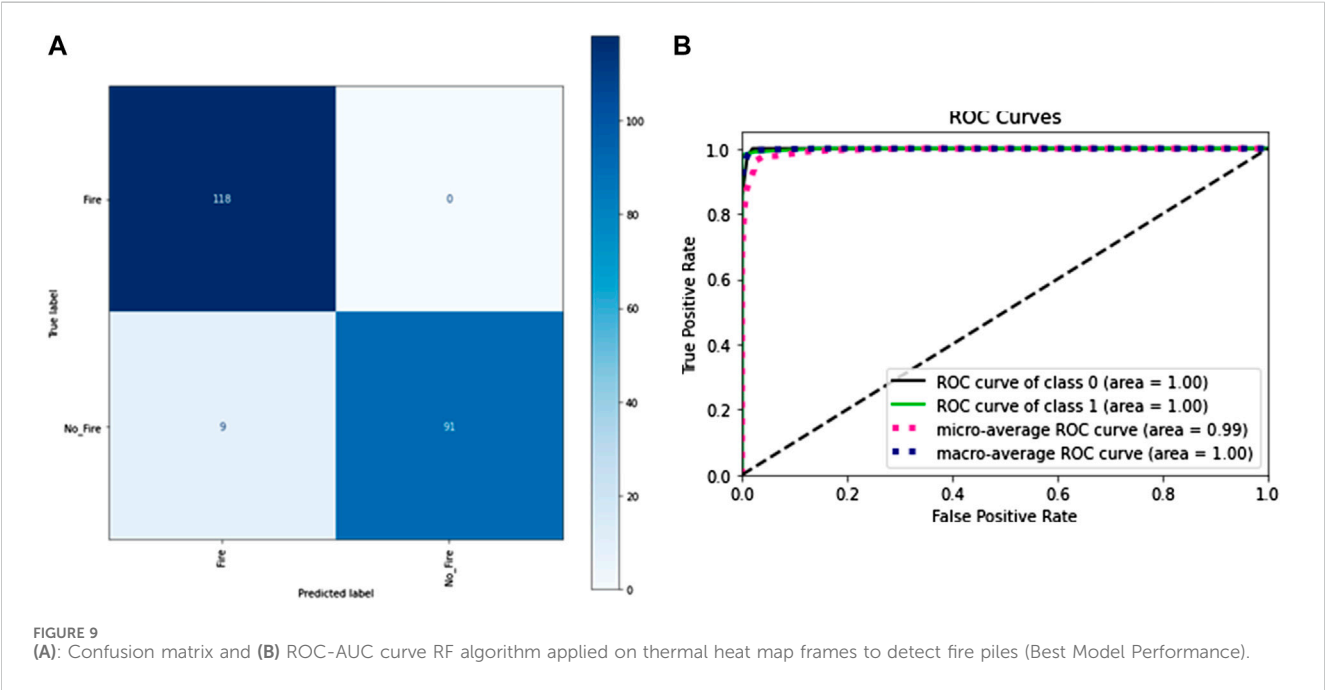 A
Fire
No_Fire
118
0
9
91
True label
Fire
No_Fire
Predicted label
100
80
60
40
20
0
B
ROC Curves
1.0
0.8
0.6
0.4
0.2
0.0
True Positive Rate
ROC curve of class 0 (area = 1.00)
ROC curve of class 1 (area = 1.00)
micro-average ROC curve (area = 0.99)
macro-average ROC curve (area = 1.00)
0.0 0.2 0.4 0.6 0.8 1.0
False Positive Rate
FIGURE 9
(A): Confusion matrix and (B) ROC-AUC curve RF algorithm applied on thermal heat map frames to detect fire piles (Best Model Performance).